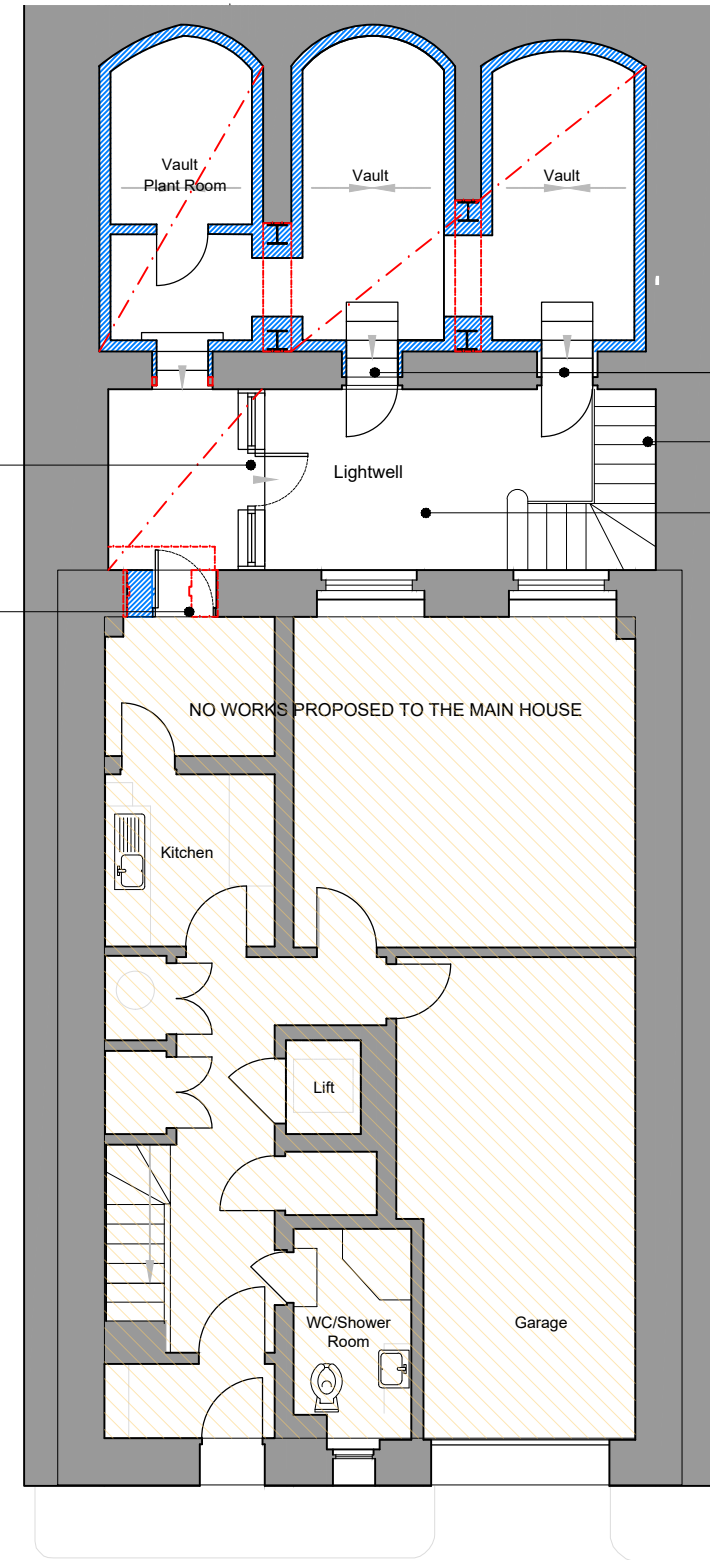 Vault
Plant Room
Vault
Vault
Lightwell
NO WORKS PROPOSED TO THE MAIN HOUSE
Kitchen
Lift
WC/Shower
Room
Garage